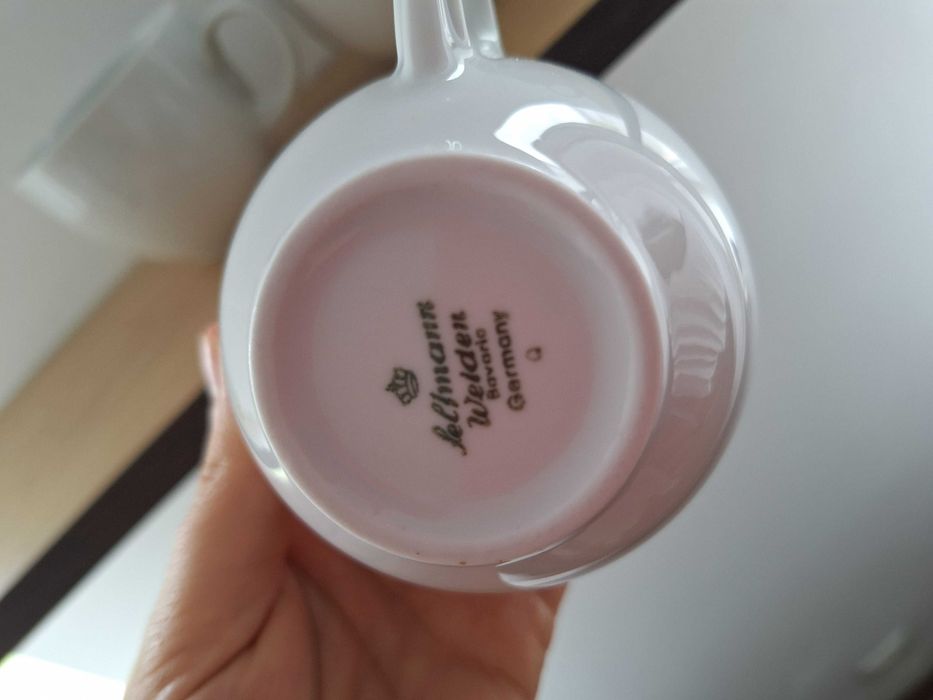 Seltmann
Weiden
Bavaria
Germany
Q